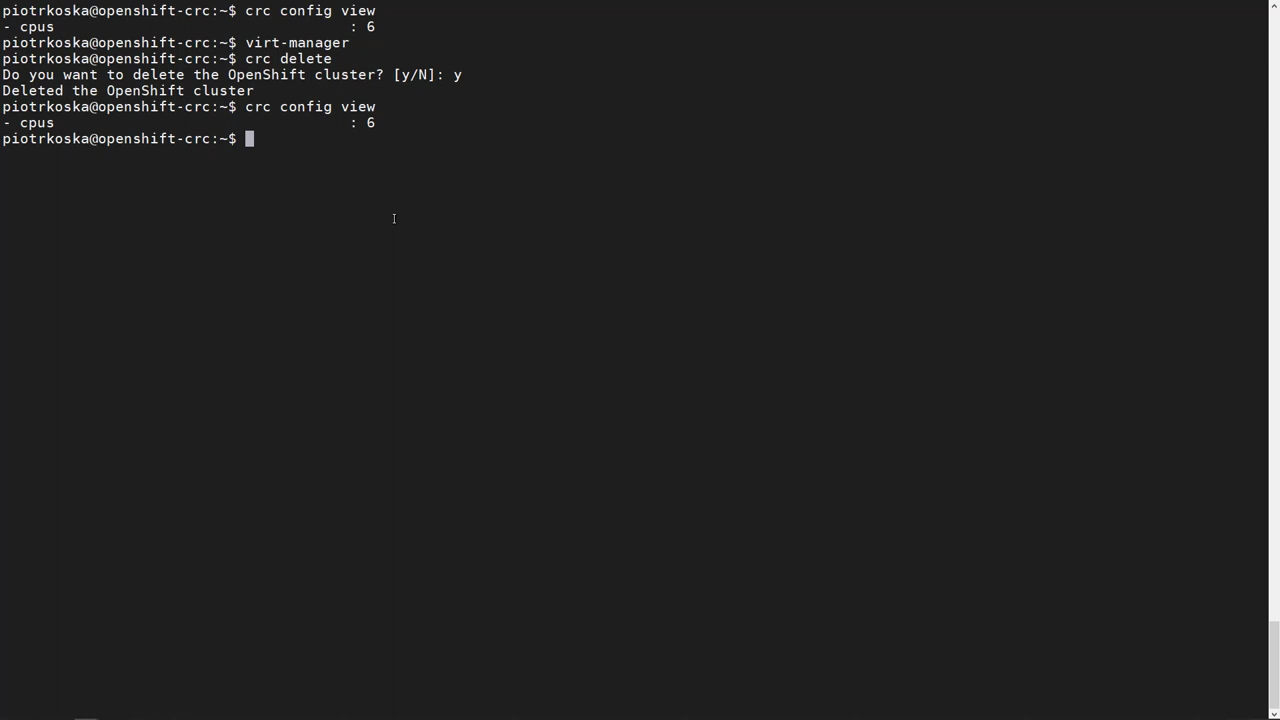 piotrkoska@openshift-crc:~$ crc config view
- cpus                                  : 6
piotrkoska@openshift-crc:~$ virt-manager
piotrkoska@openshift-crc:~$ crc delete
Do you want to delete the OpenShift cluster? [y/N]: y
Deleted the OpenShift cluster
piotrkoska@openshift-crc:~$ crc config view
- cpus                                  : 6
piotrkoska@openshift-crc:~$